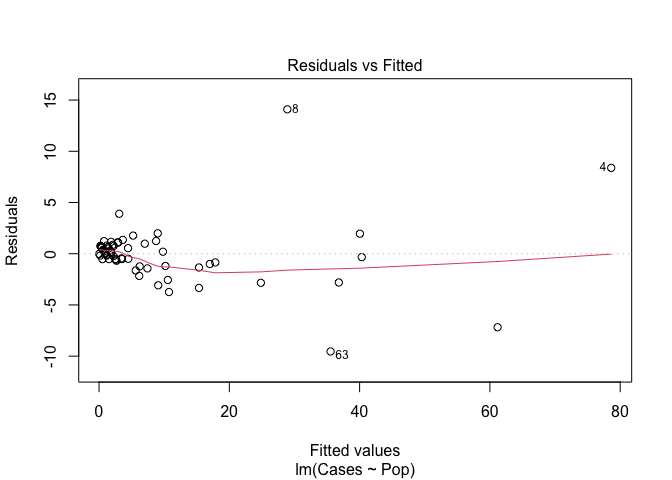 Residuals vs Fitted
Residuals
15
10
5
0
-5
-10
8
4
63
0 20 40 60 80
Fitted values
lm(Cases ~ Pop)